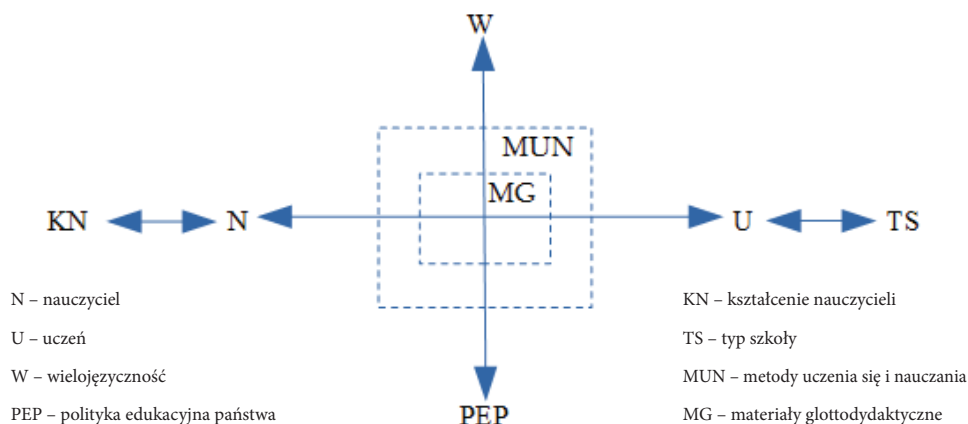 W
MUN
MG
KN N U TS
N – nauczyciel
U – uczeń
W – wielojęzyczność
PEP – polityka edukacyjna państwa
PEP
KN – kształcenie nauczycieli
TS – typ szkoły
MUN – metody uczenia się i nauczania
MG – materiały glottodydaktyczne